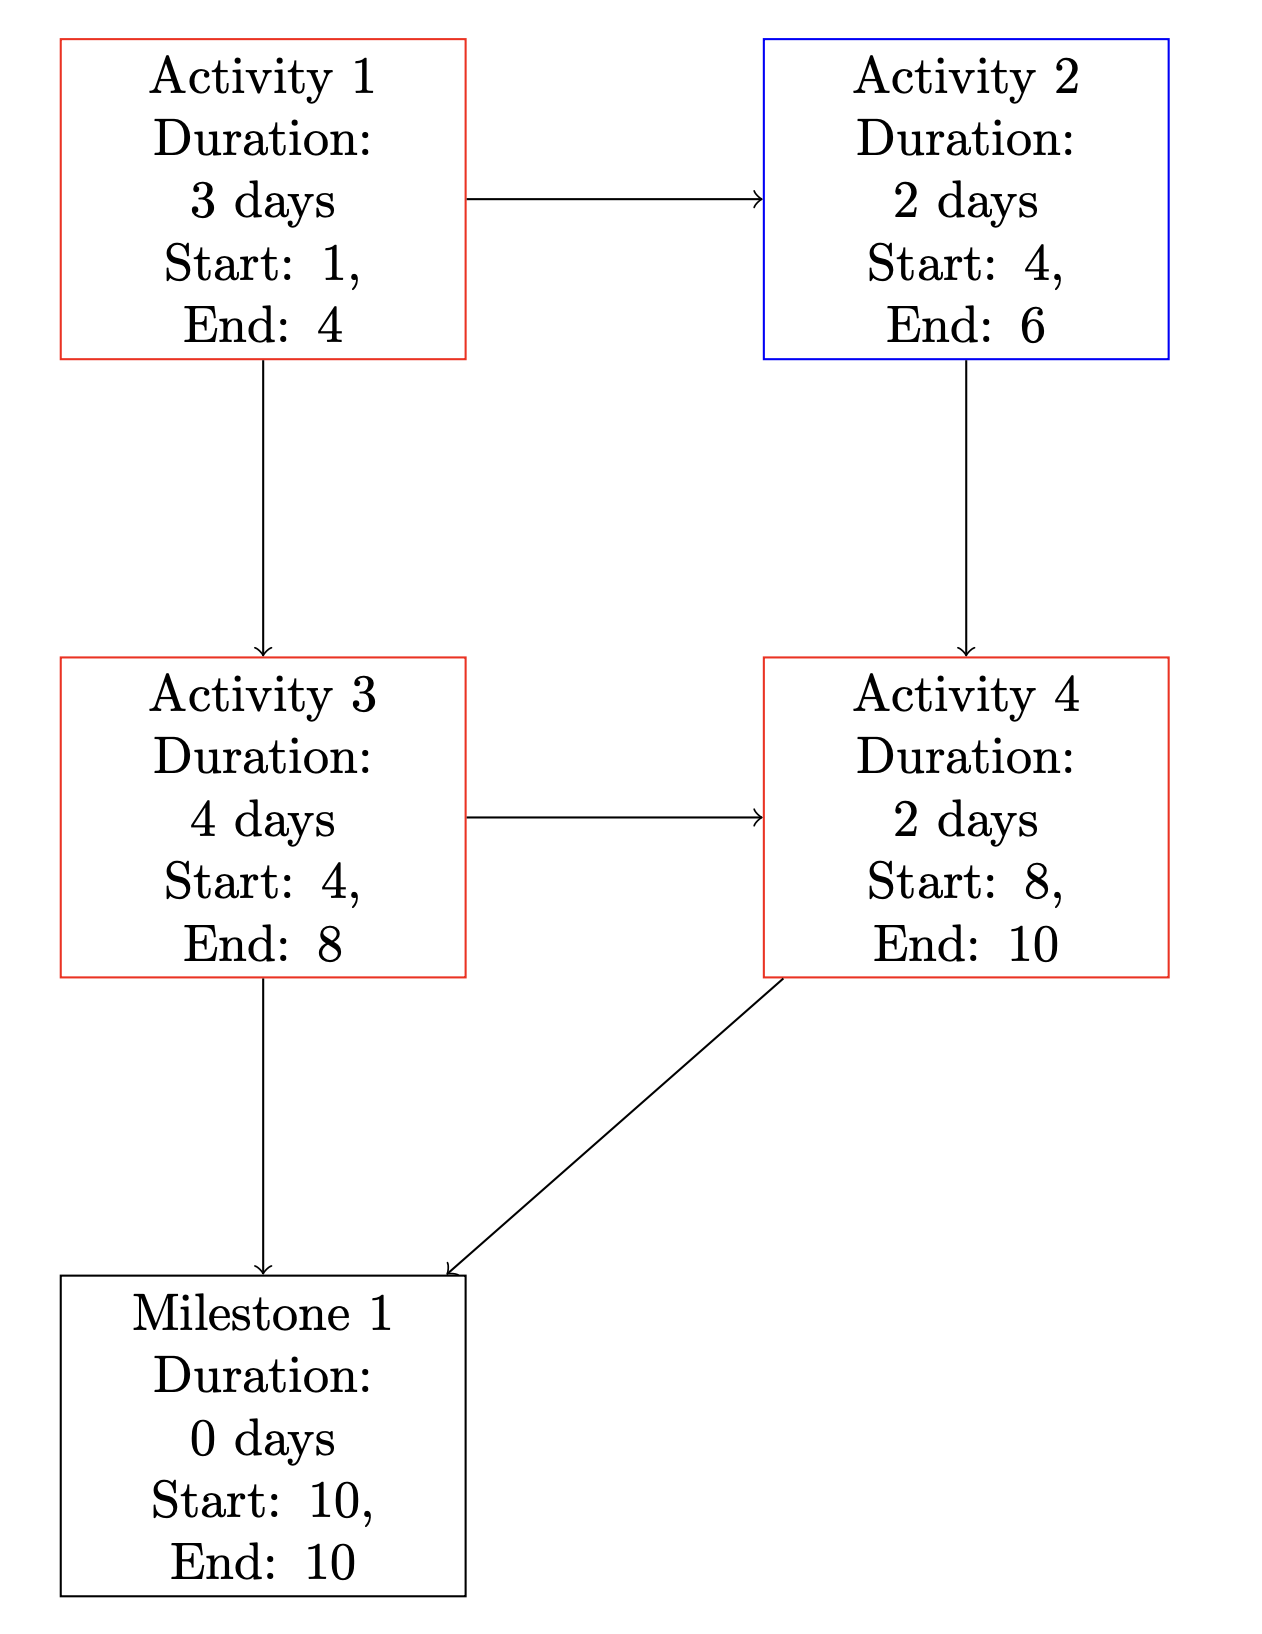 Activity 1
Duration:
3 days
Start: 1,
End: 4
Activity 2
Duration:
2 days
Start: 4,
End: 6
Activity 3
Duration:
4 days
Start: 4,
End: 8
Activity 4
Duration:
2 days
Start: 8,
End: 10
Milestone 1
Duration:
0 days
Start: 10,
End: 10